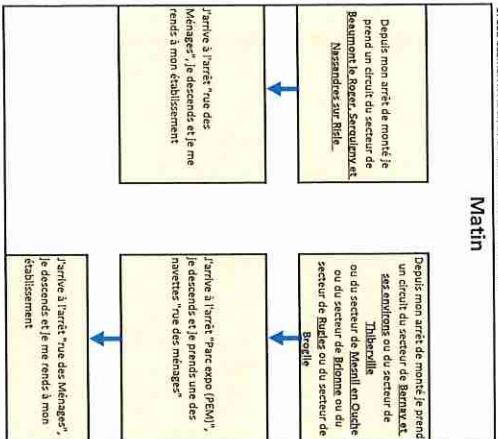 Matin
Depuis mon arrêt de monté je
prend un circuit du secteur de
Beaumont le Roger, Serquigny et
Nassandres sur Risle
J'arrive à l'arrêt "rue des
Ménages", je descends et je me
rends à mon établissement
Depuis mon arrêt de monté je prend
un circuit du secteur de Bernay et
ses environs ou du secteur de
Thiberville
ou du secteur de Mesnil en Ouche
ou du secteur de Brionne ou du
secteur de Rugles ou du secteur de
Broglie
J'arrive à l'arrêt "Parc expo (PEM)",
je descends et je prends une des
navettes "rue des ménages"
J'arrive à l'arrêt "rue des Ménages",
je descends et je me rends à mon
établissement